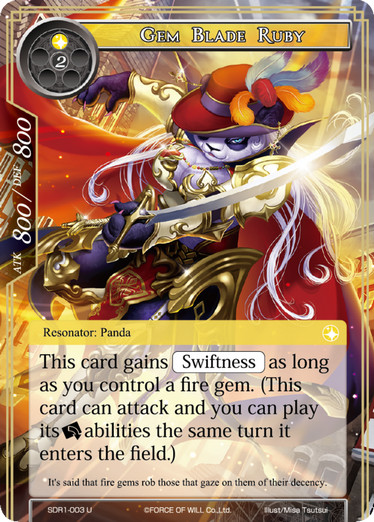 Gem Blade Ruby
2
ATK 800 / DEF 800
Resonator: Panda
This card gains Swiftness as long
as you control a fire gem. (This
card can attack and you can play
its abilities the same turn it
enters the field.)
It's said that fire gems rob those that gaze on them of their decency.
SDR1-003 U ©FORCE OF WILL Co.,Ltd. Illust/Misa Tsutsui